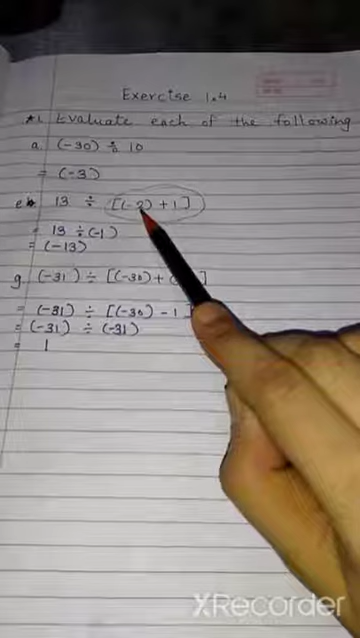 Exercise 1.4
*1. Evaluate each of the following
a. (-30) ÷ 10
= (-3)
e. 13 ÷ [(-2) + 1]
= 13 ÷ (-1)
= (-13)
g. (-31) ÷ [(-30) + ( ]
= (-31) ÷ [(-30) - 1]
= (-31) ÷ (-31)
= 1
XRecorder